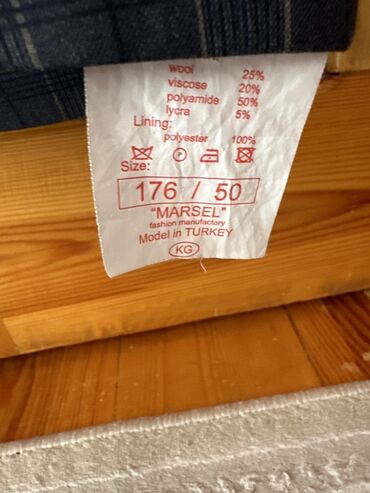 wool 25%
viscose 20%
polyamide 50%
lycra 5%
Lining:
polyester 100%
Size:
176 / 50
"MARSEL"
fashion manufactory
Model in TURKEY
KG